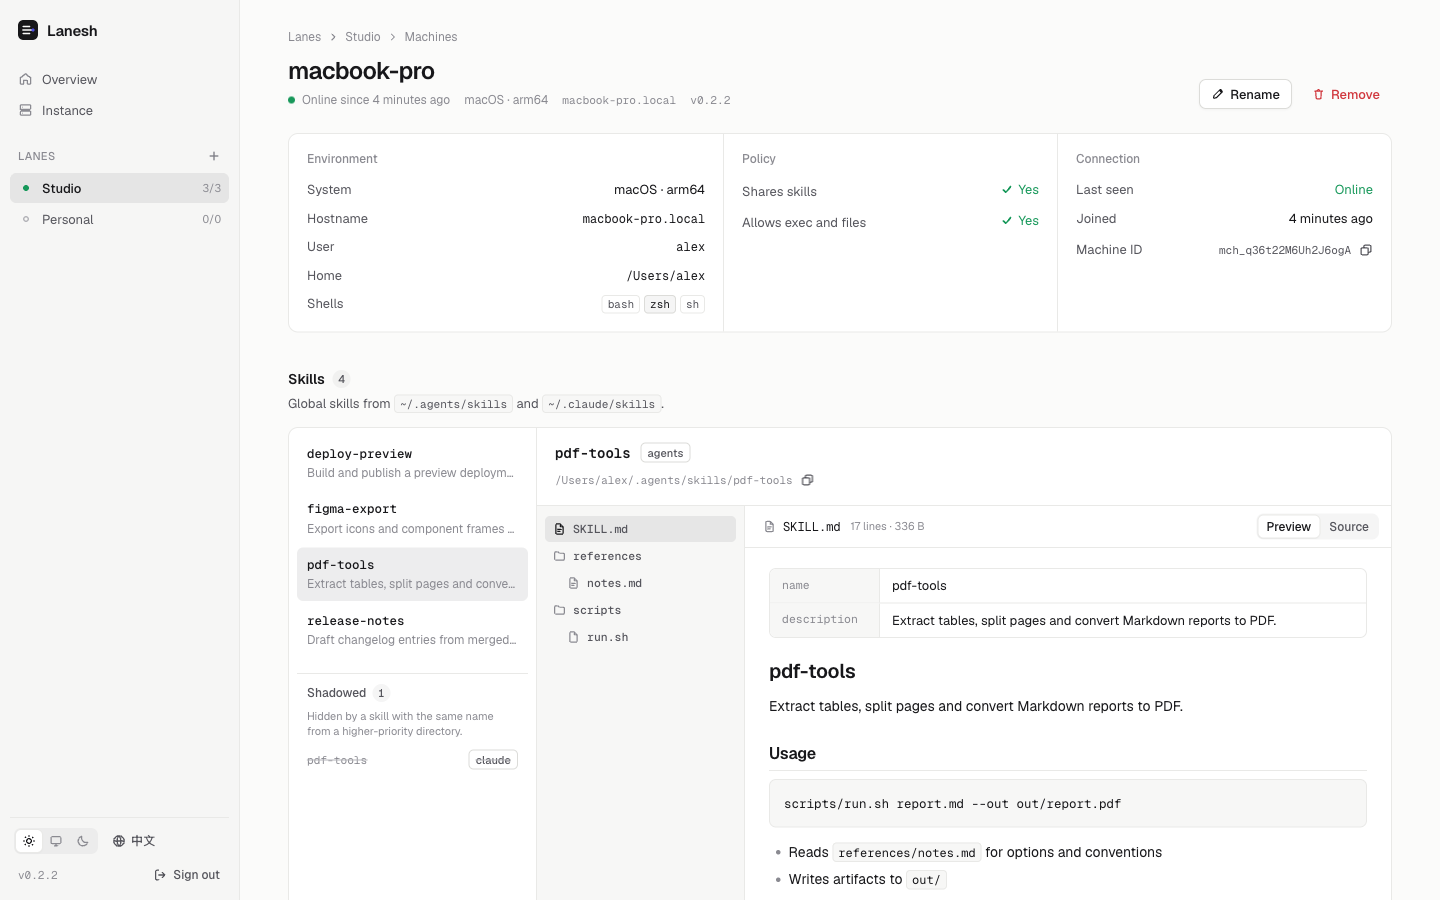 Lanesh
Overview
Instance
LANES
Studio 3/3
Personal 0/0
中文
v0.2.2 Sign out
Lanes > Studio > Machines
macbook-pro
Online since 4 minutes ago macOS · arm64 macbook-pro.local v0.2.2
Rename Remove
Environment
System macOS · arm64
Hostname macbook-pro.local
User alex
Home /Users/alex
Shells bash zsh sh
Policy
Shares skills Yes
Allows exec and files Yes
Connection
Last seen Online
Joined 4 minutes ago
Machine ID mch_q36t22M6Uh2J6ogA
Skills 4
Global skills from ~/.agents/skills and ~/.claude/skills.
deploy-preview
Build and publish a preview deploym…
figma-export
Export icons and component frames …
pdf-tools
Extract tables, split pages and conve…
release-notes
Draft changelog entries from merged…
Shadowed 1
Hidden by a skill with the same name
from a higher-priority directory.
pdf-tools claude
pdf-tools agents
/Users/alex/.agents/skills/pdf-tools
SKILL.md
references
notes.md
scripts
run.sh
SKILL.md 17 lines · 336 B
Preview Source
name pdf-tools
description Extract tables, split pages and convert Markdown reports to PDF.
pdf-tools
Extract tables, split pages and convert Markdown reports to PDF.
Usage
scripts/run.sh report.md --out out/report.pdf
• Reads references/notes.md for options and conventions
• Writes artifacts to out/